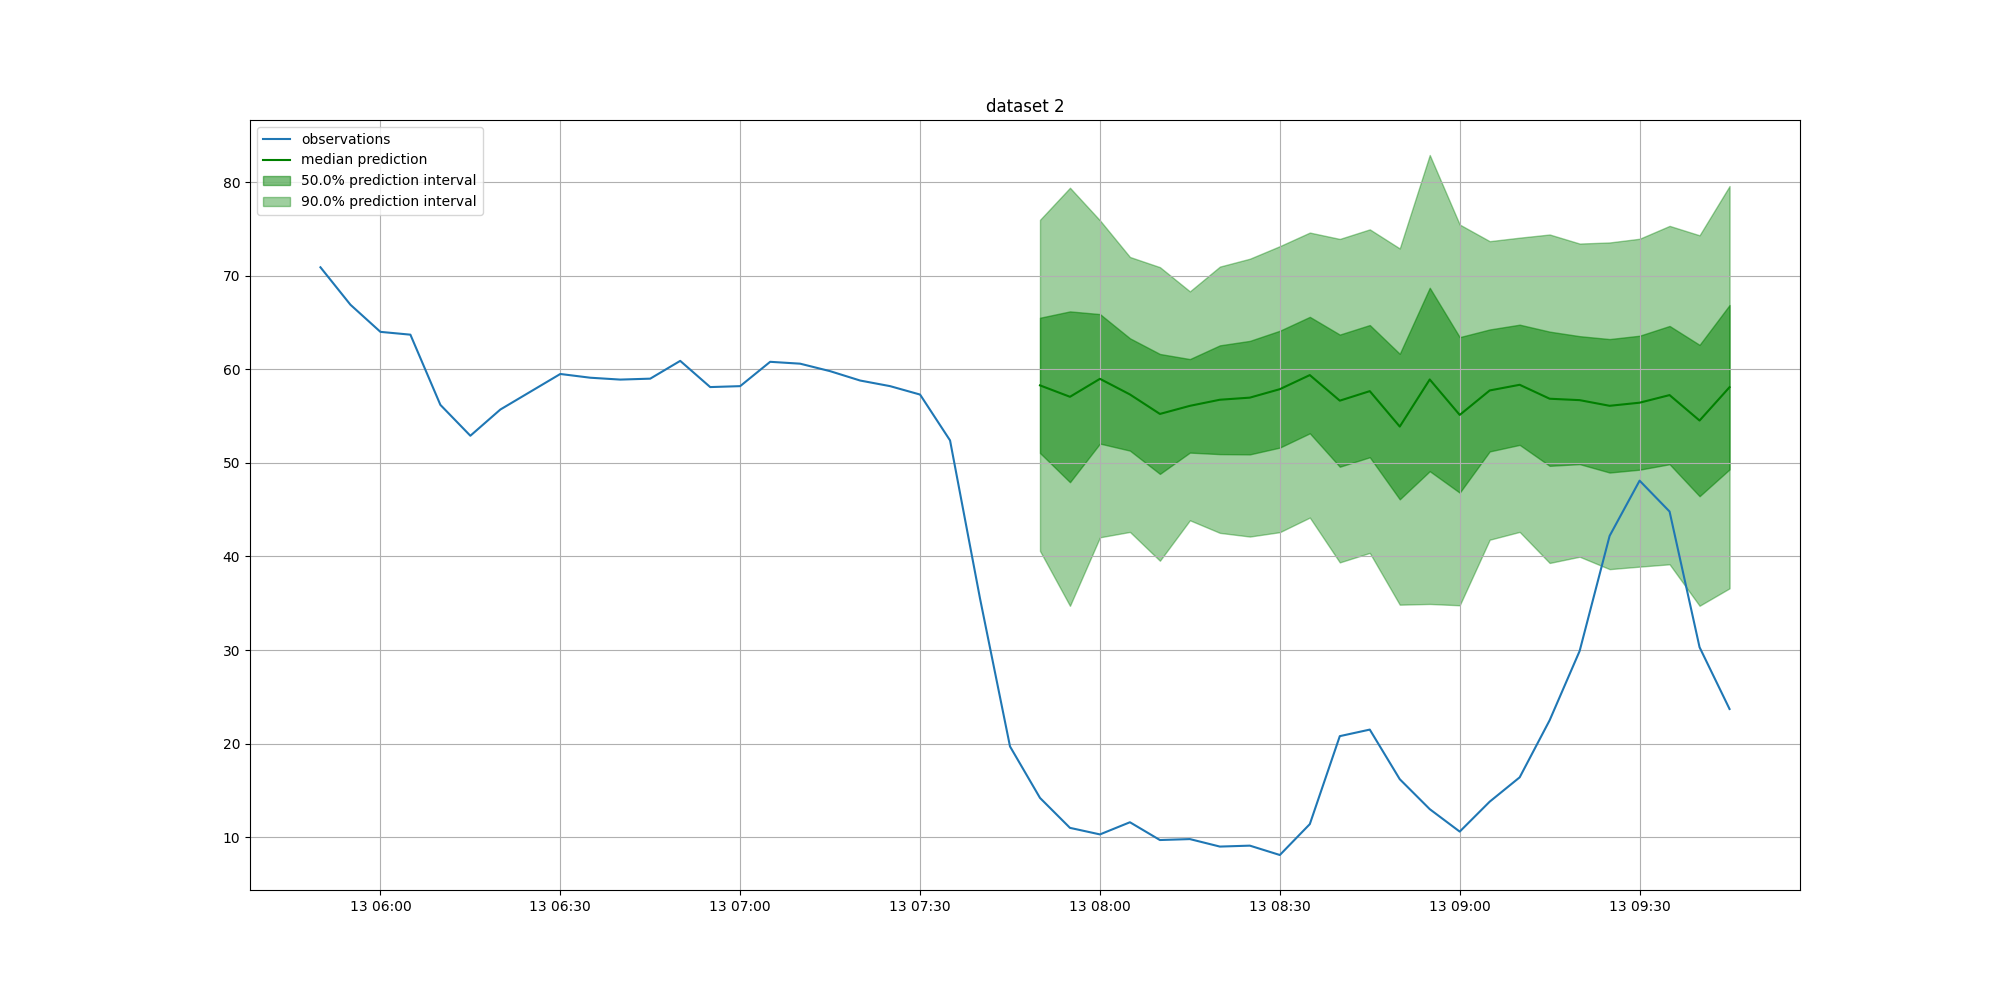 dataset 2
observations
median prediction
50.0% prediction interval
90.0% prediction interval
80
70
60
50
40
30
20
10
13 06:00 13 06:30 13 07:00 13 07:30 13 08:00 13 08:30 13 09:00 13 09:30